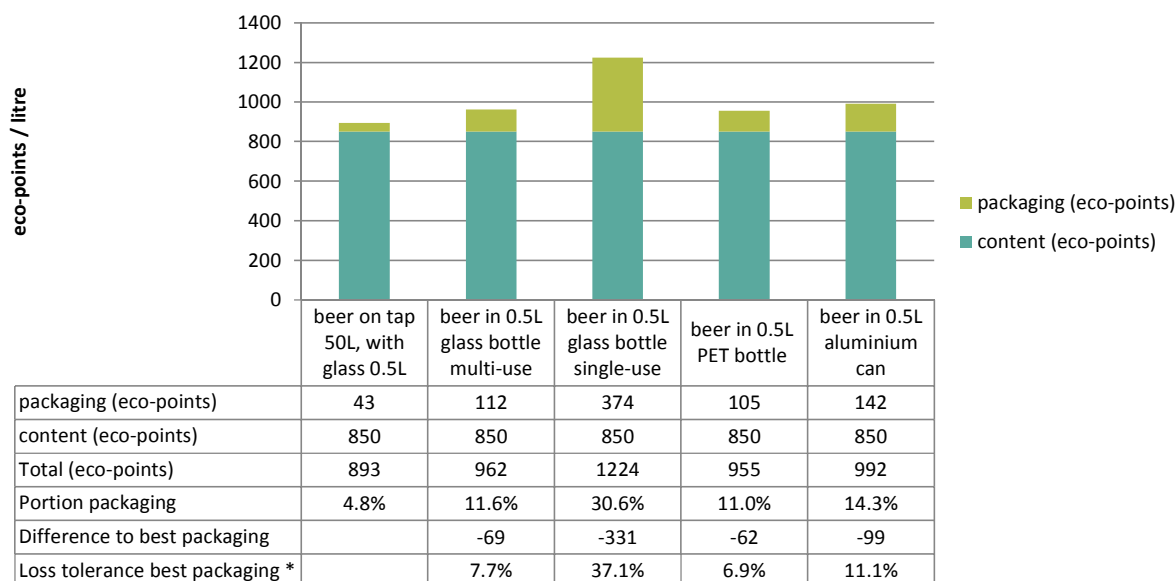 eco-points / litre
1400
1200
1000
800
600
400
200
0
packaging (eco-points)
content (eco-points)
beer on tap 50L, with glass 0.5L
beer in 0.5L glass bottle multi-use
beer in 0.5L glass bottle single-use
beer in 0.5L PET bottle
beer in 0.5L aluminium can
packaging (eco-points) 43 112 374 105 142
content (eco-points) 850 850 850 850 850
Total (eco-points) 893 962 1224 955 992
Portion packaging 4.8% 11.6% 30.6% 11.0% 14.3%
Difference to best packaging -69 -331 -62 -99
Loss tolerance best packaging * 7.7% 37.1% 6.9% 11.1%